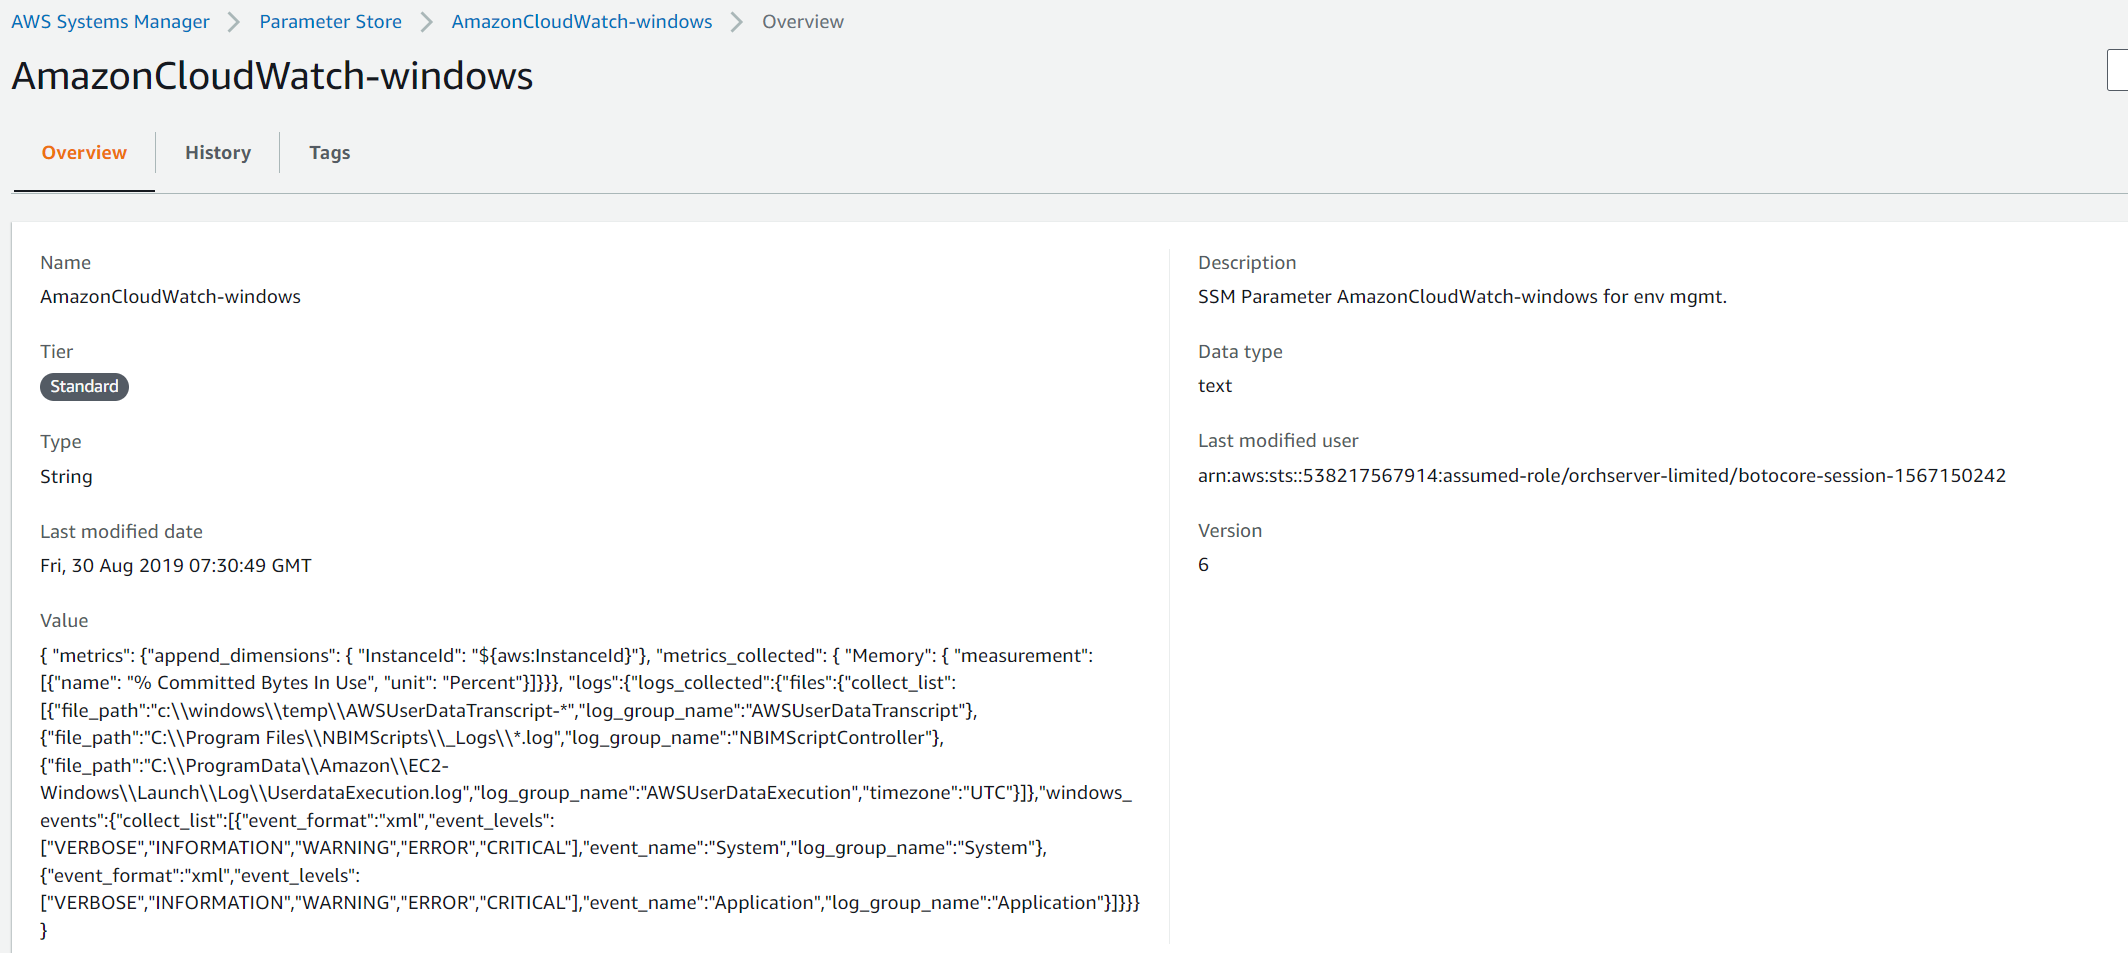 AWS Systems Manager > Parameter Store > AmazonCloudWatch-windows > Overview
AmazonCloudWatch-windows
Overview
History
Tags
Name
AmazonCloudWatch-windows
Tier
Standard
Type
String
Last modified date
Fri, 30 Aug 2019 07:30:49 GMT
Value
{ "metrics": {"append_dimensions": { "InstanceId": "${aws:InstanceId}"}, "metrics_collected": { "Memory": { "measurement":
[{"name": "% Committed Bytes In Use", "unit": "Percent"}]}}}, "logs":{"logs_collected":{"files":{"collect_list":
[{"file_path":"c:\\windows\\temp\\AWSUserDataTranscript-*","log_group_name":"AWSUserDataTranscript"},
{"file_path":"C:\\Program Files\\NBIMScripts\\_Logs\\*.log","log_group_name":"NBIMScriptController"},
{"file_path":"C:\\ProgramData\\Amazon\\EC2-
Windows\\Launch\\Log\\UserdataExecution.log","log_group_name":"AWSUserDataExecution","timezone":"UTC"}]},"windows_
events":{"collect_list":[{"event_format":"xml","event_levels":
["VERBOSE","INFORMATION","WARNING","ERROR","CRITICAL"],"event_name":"System","log_group_name":"System"},
{"event_format":"xml","event_levels":
["VERBOSE","INFORMATION","WARNING","ERROR","CRITICAL"],"event_name":"Application","log_group_name":"Application"}]}}}
}
Description
SSM Parameter AmazonCloudWatch-windows for env mgmt.
Data type
text
Last modified user
arn:aws:sts::538217567914:assumed-role/orchserver-limited/botocore-session-1567150242
Version
6